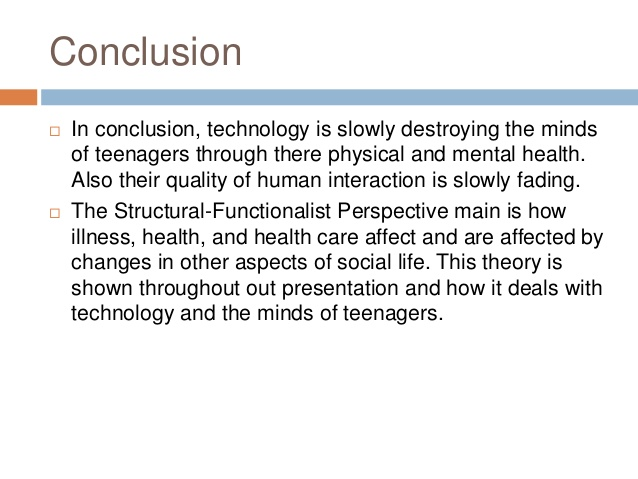 Conclusion
In conclusion, technology is slowly destroying the minds
of teenagers through there physical and mental health.
Also their quality of human interaction is slowly fading.
The Structural-Functionalist Perspective main is how
illness, health, and health care affect and are affected by
changes in other aspects of social life. This theory is
shown throughout out presentation and how it deals with
technology and the minds of teenagers.